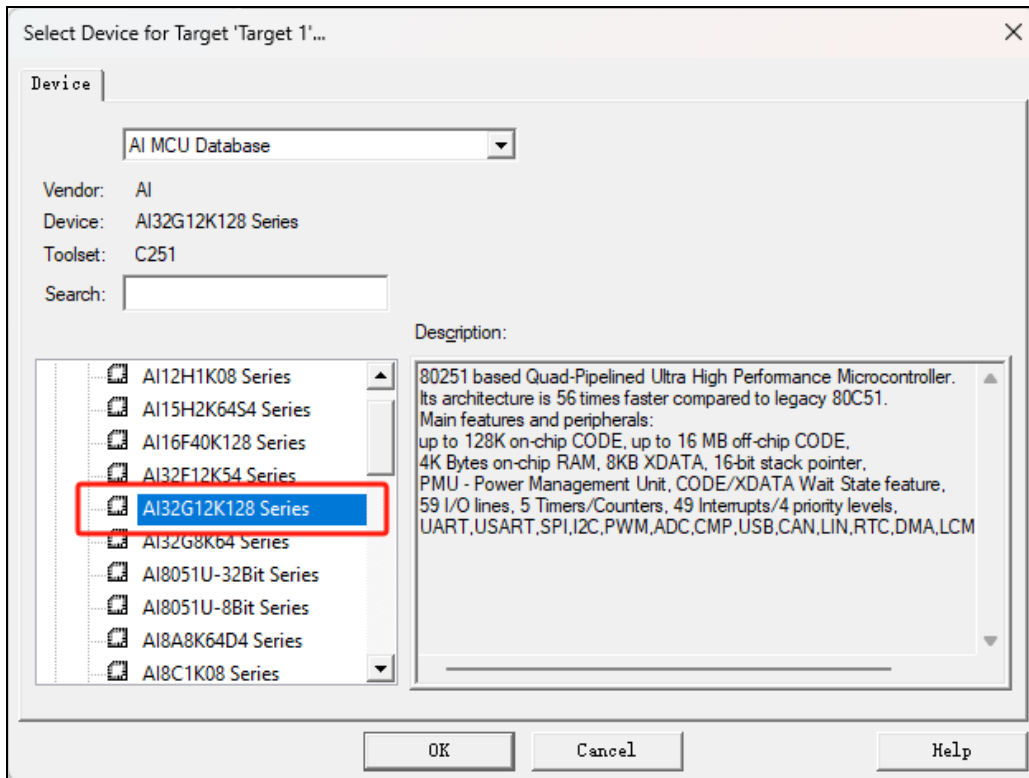 Select Device for Target 'Target 1'...
Device
AI MCU Database
Vendor: AI
Device: AI32G12K128 Series
Toolset: C251
Search:
Description:
AI12H1K08 Series
AI15H2K64S4 Series
AI16F40K128 Series
AI32F12K54 Series
AI32G12K128 Series
AI32G8K64 Series
AI8051U-32Bit Series
AI8051U-8Bit Series
AI8A8K64D4 Series
AI8C1K08 Series
80251 based Quad-Pipelined Ultra High Performance Microcontroller.
Its architecture is 56 times faster compared to legacy 80C51.
Main features and peripherals:
up to 128K on-chip CODE, up to 16 MB off-chip CODE,
4K Bytes on-chip RAM, 8KB XDATA, 16-bit stack pointer,
PMU - Power Management Unit, CODE/XDATA Wait State feature,
59 I/O lines, 5 Timers/Counters, 49 Interrupts/4 priority levels,
UART,USART,SPI,I2C,PWM,ADC,CMP,USB,CAN,LIN,RTC,DMA,LCM
OK
Cancel
Help